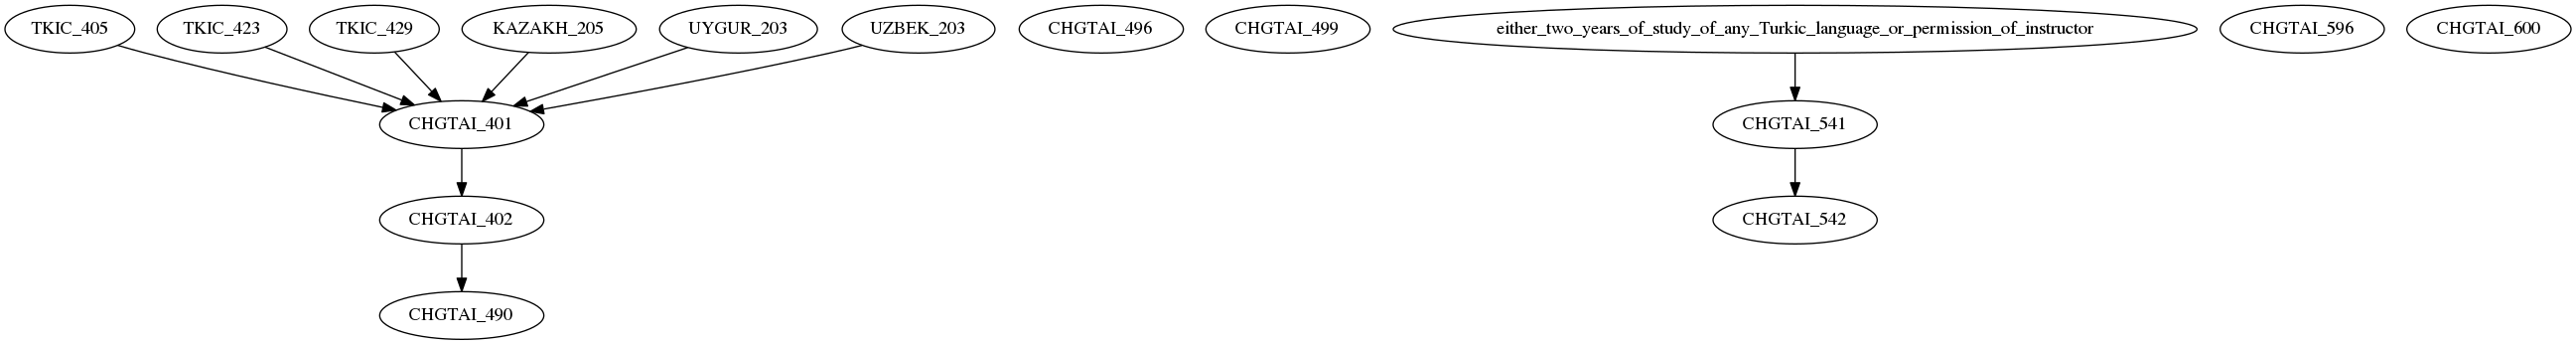 TKIC_405
TKIC_423
TKIC_429
KAZAKH_205
UYGUR_203
UZBEK_203
CHGTAI_496
CHGTAI_499
either_two_years_of_study_of_any_Turkic_language_or_permission_of_instructor
CHGTAI_596
CHGTAI_600
CHGTAI_401
CHGTAI_541
CHGTAI_402
CHGTAI_542
CHGTAI_490